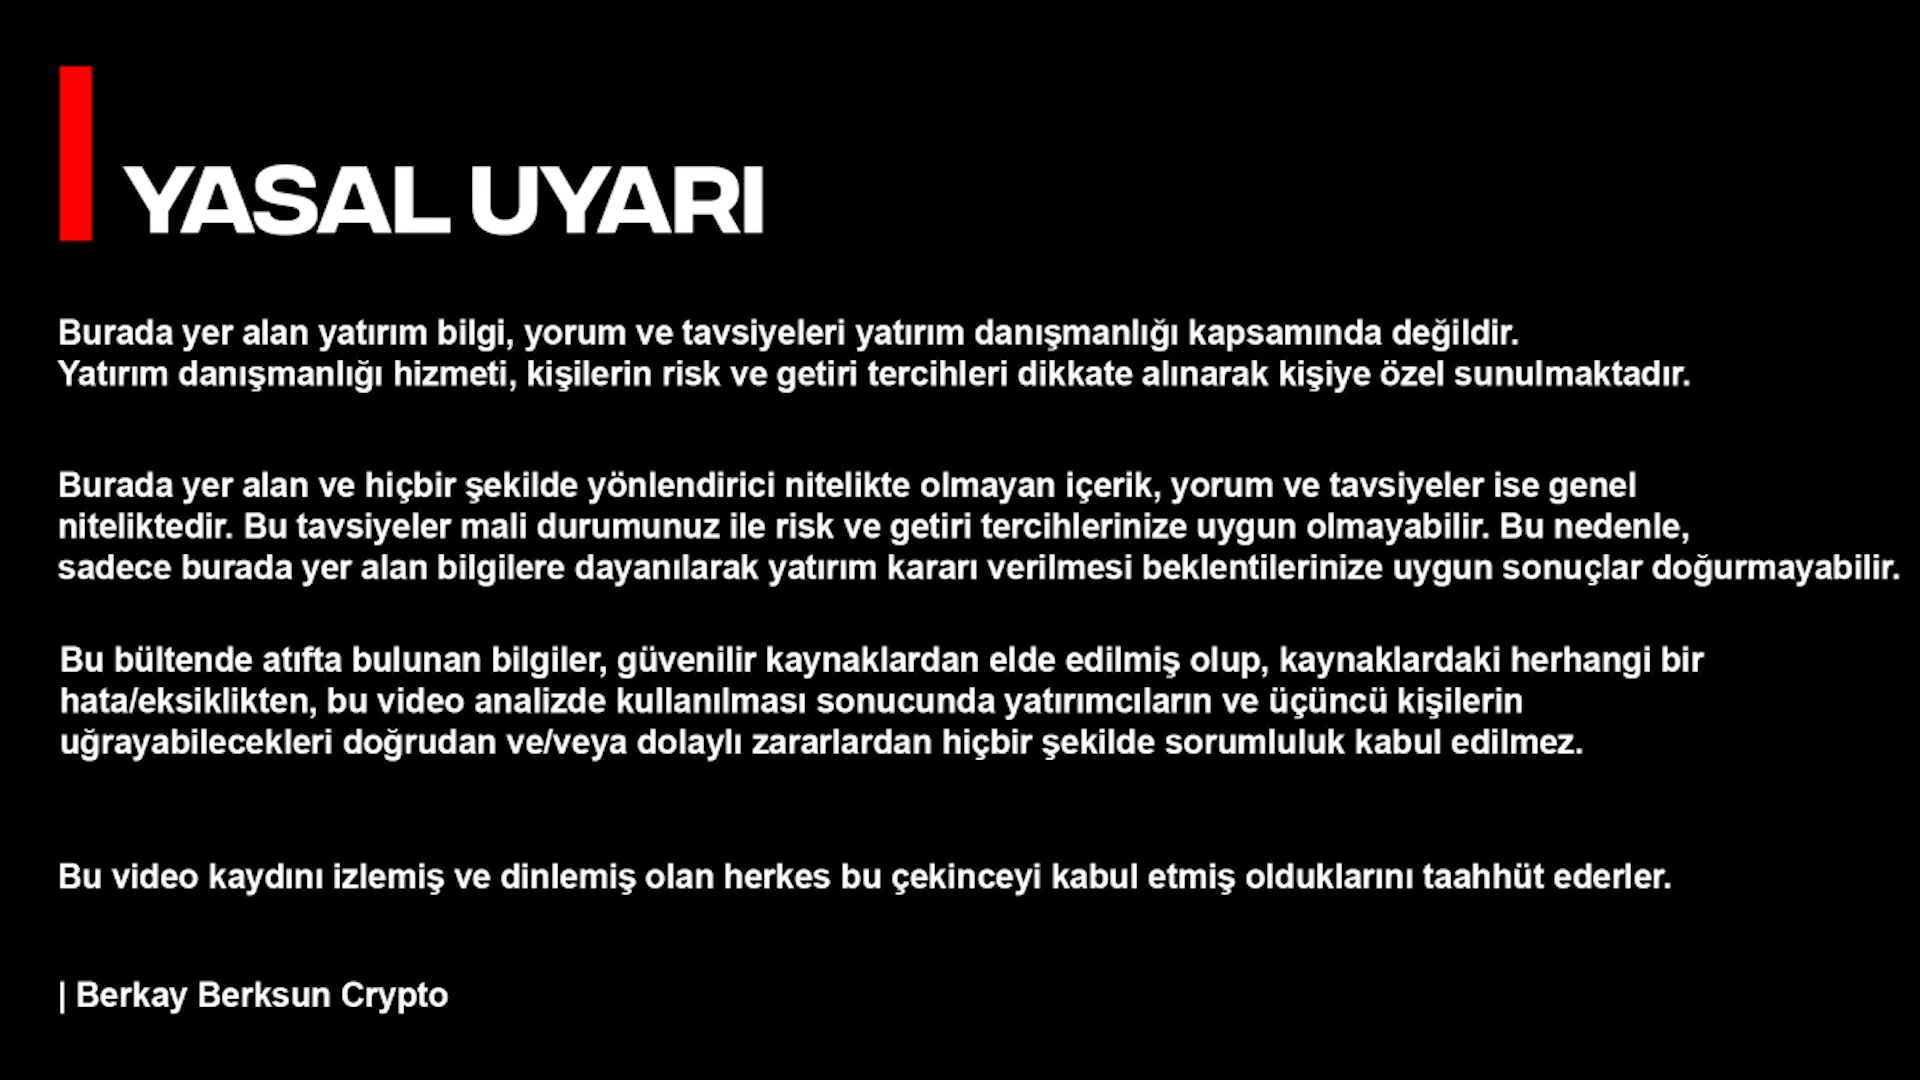 YASAL UYARI
Burada yer alan yatırım bilgi, yorum ve tavsiyeleri yatırım danışmanlığı kapsamında değildir.
Yatırım danışmanlığı hizmeti, kişilerin risk ve getiri tercihleri dikkate alınarak kişiye özel sunulmaktadır.
Burada yer alan ve hiçbir şekilde yönlendirici nitelikte olmayan içerik, yorum ve tavsiyeler ise genel
niteliktedir. Bu tavsiyeler mali durumunuz ile risk ve getiri tercihlerinize uygun olmayabilir. Bu nedenle,
sadece burada yer alan bilgilere dayanılarak yatırım kararı verilmesi beklentilerinize uygun sonuçlar doğurmayabilir.
Bu bültende atıfta bulunan bilgiler, güvenilir kaynaklardan elde edilmiş olup, kaynaklardaki herhangi bir
hata/eksiklikten, bu video analizde kullanılması sonucunda yatırımcıların ve üçüncü kişilerin
uğrayabilecekleri doğrudan ve/veya dolaylı zararlardan hiçbir şekilde sorumluluk kabul edilmez.
Bu video kaydını izlemiş ve dinlemiş olan herkes bu çekinceyi kabul etmiş olduklarını taahhüt ederler.
| Berkay Berksun Crypto